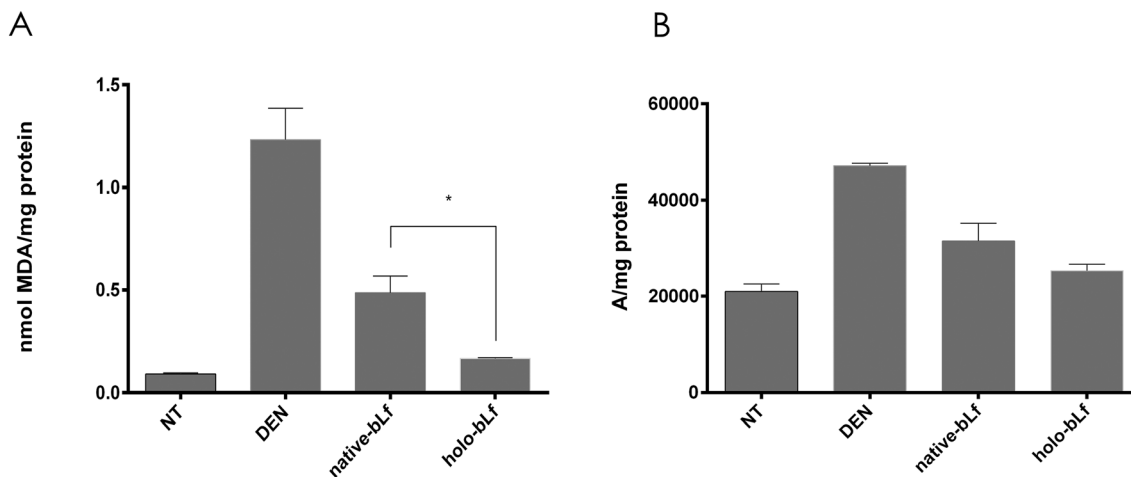 A
nmol MDA/mg protein
1.5
1.0
0.5
0.0
*
NT
DEN
native-bLf
holo-bLf
B
A/mg protein
60000
40000
20000
0
NT
DEN
native-bLf
holo-bLf